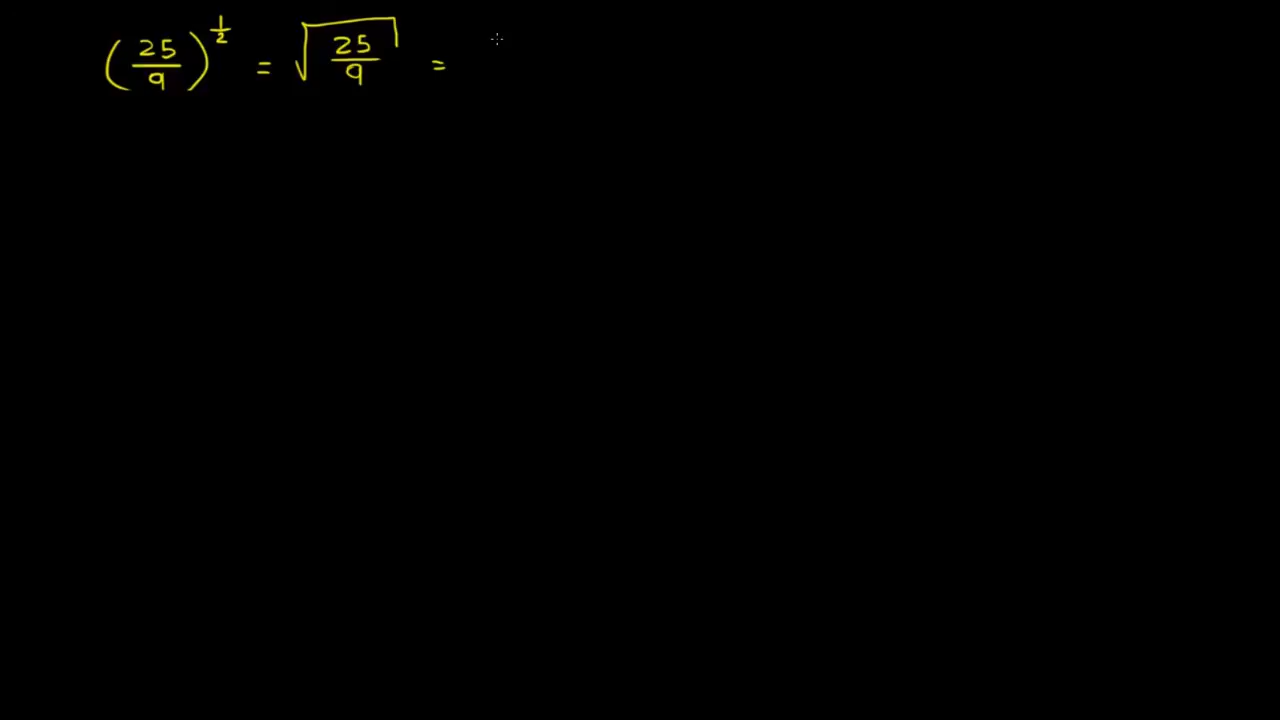 (25/9)^1/2 = √25/9 =